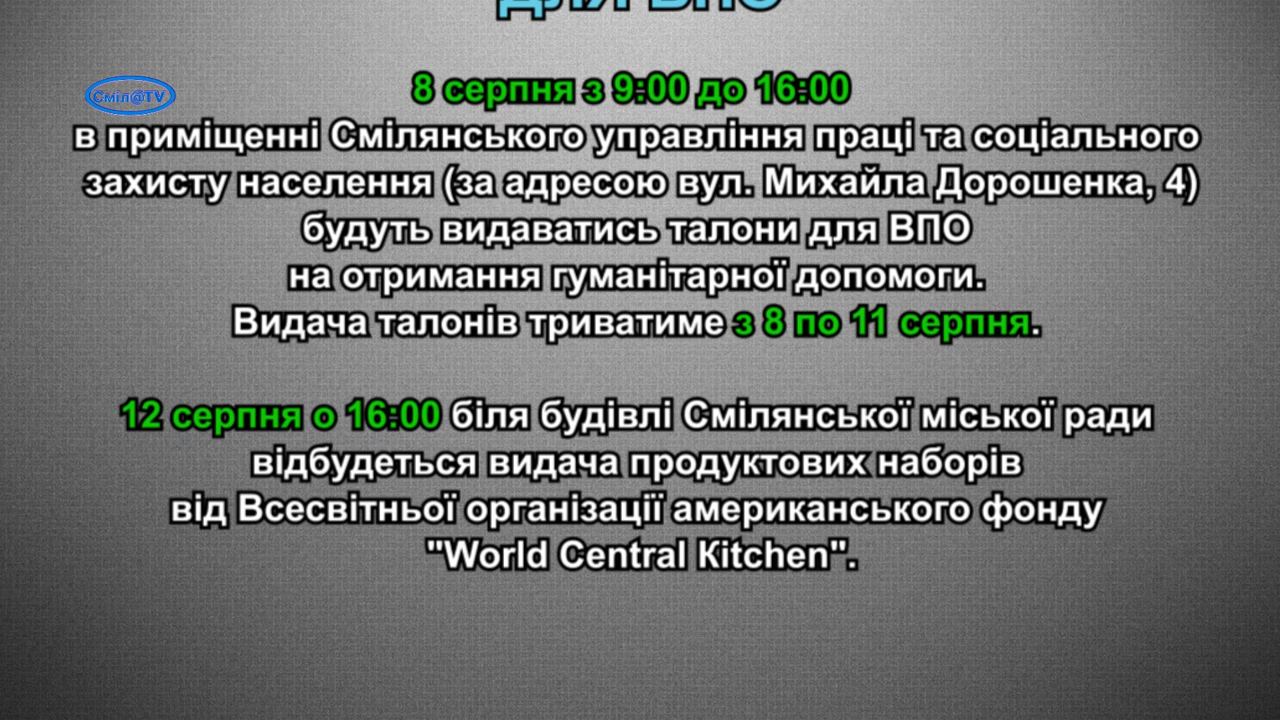 ДЛЯ ВПО
8 серпня з 9:00 до 16:00
Сміл@TV
в приміщенні Смілянського управління праці та соціального
захисту населення (за адресою вул. Михайла Дорошенка, 4)
будуть видаватись талони для ВПО
на отримання гуманітарної допомоги.
Видача талонів триватиме з 8 по 11 серпня.
12 серпня о 16:00 біля будівлі Смілянської міської ради
відбудеться видача продуктових наборів
від Всесвітньої організації американського фонду
"World Central Kitchen".